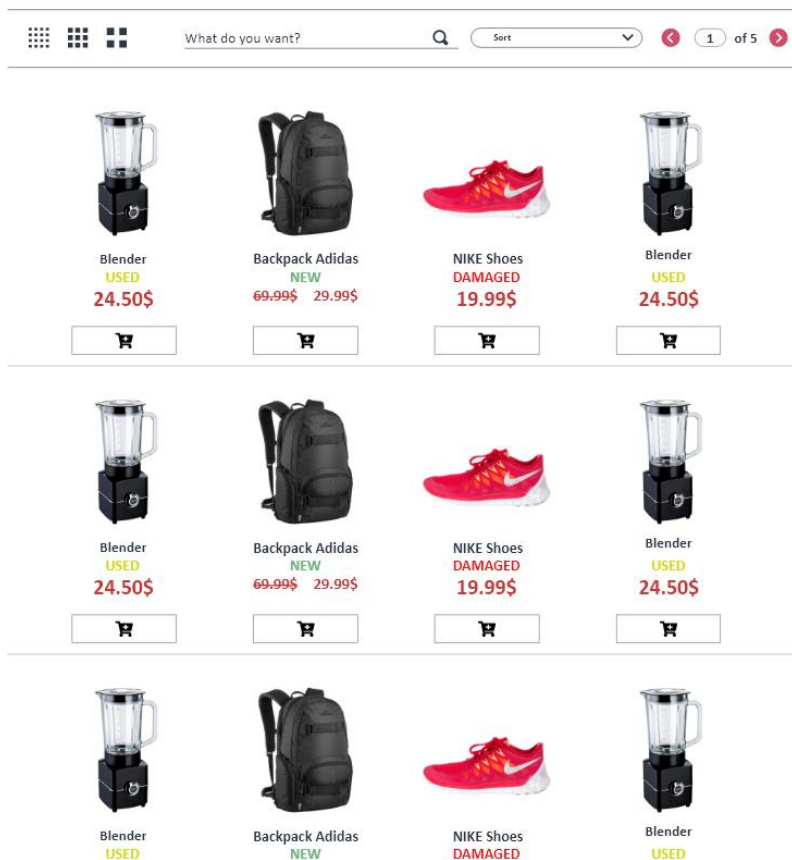 What do you want?
Sort
1 of 5
Blender
USED
24.50$
Backpack Adidas
NEW
69.99$ 29.99$
NIKE Shoes
DAMAGED
19.99$
Blender
USED
24.50$
Blender
USED
24.50$
Backpack Adidas
NEW
69.99$ 29.99$
NIKE Shoes
DAMAGED
19.99$
Blender
USED
24.50$
Blender
USED
Backpack Adidas
NEW
NIKE Shoes
DAMAGED
Blender
USED